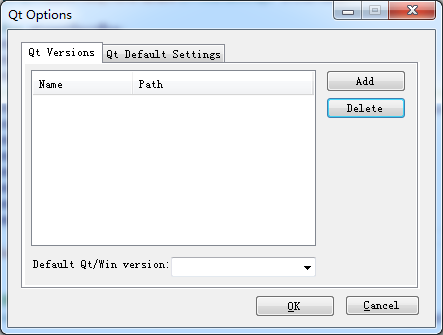 Qt Options
Qt Versions Qt Default Settings
Name Path
Add
Delete
Default Qt/Win version:
OK Cancel